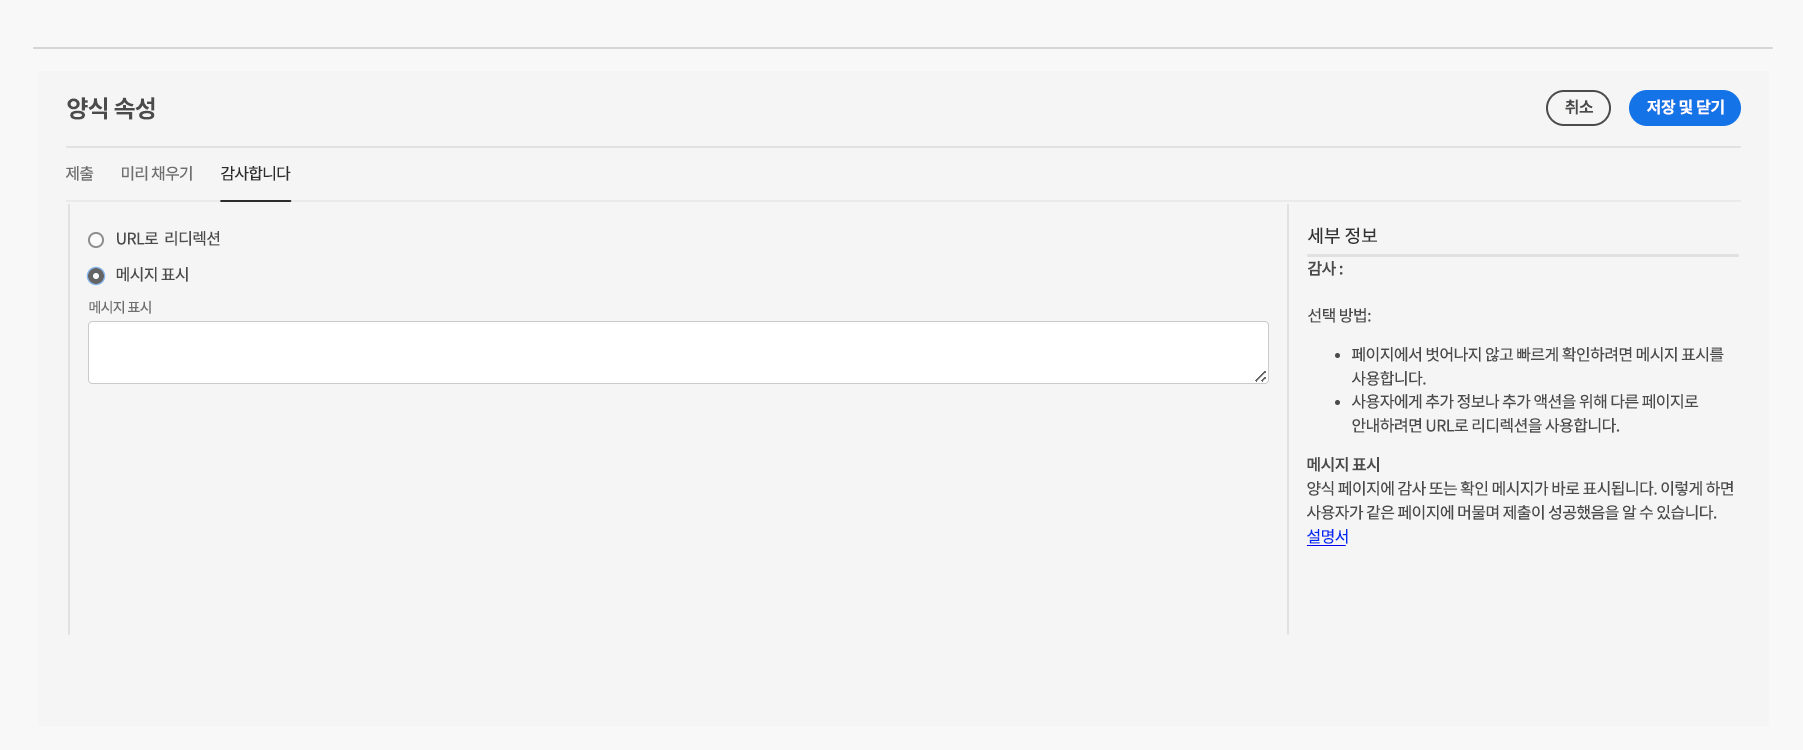 양식 속성
취소
저장 및 닫기
제출
미리 채우기
감사합니다
URL로 리디렉션
메시지 표시
메시지 표시
세부 정보
감사 :
선택 방법:
• 페이지에서 벗어나지 않고 빠르게 확인하려면 메시지 표시를
사용합니다.
• 사용자에게 추가 정보나 추가 액션을 위해 다른 페이지로
안내하려면 URL로 리디렉션을 사용합니다.
메시지 표시
양식 페이지에 감사 또는 확인 메시지가 바로 표시됩니다. 이렇게 하면
사용자가 같은 페이지에 머물며 제출이 성공했음을 알 수 있습니다.
설명서